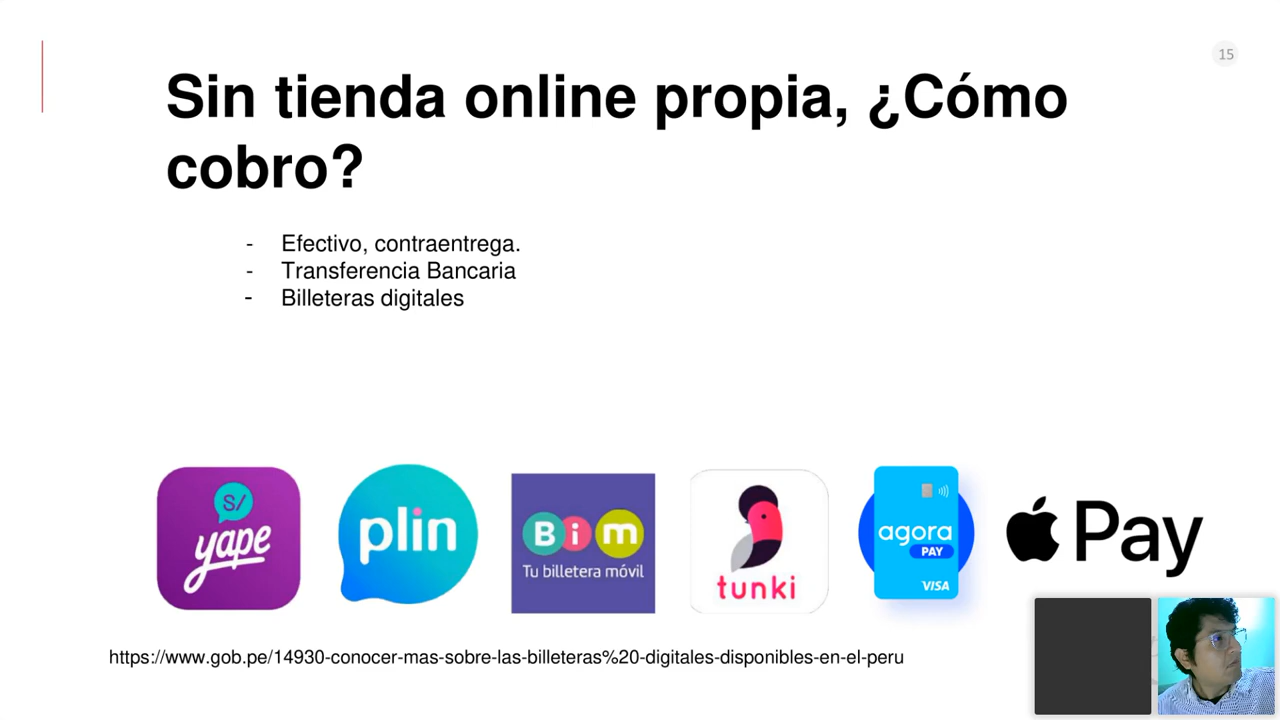 15
Sin tienda online propia, ¿Cómo
cobro?
- Efectivo, contraentrega.
- Transferencia Bancaria
- Billeteras digitales
S/
yape
plin
Bim
Tu billetera móvil
tunki
agora
PAY
VISA
Pay
https://www.gob.pe/14930-conocer-mas-sobre-las-billeteras%20-digitales-disponibles-en-el-peru